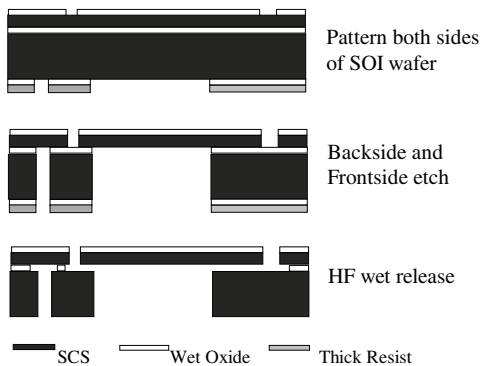 Pattern both sides
of SOI wafer
Backside and
Frontside etch
HF wet release
SCS Wet Oxide Thick Resist